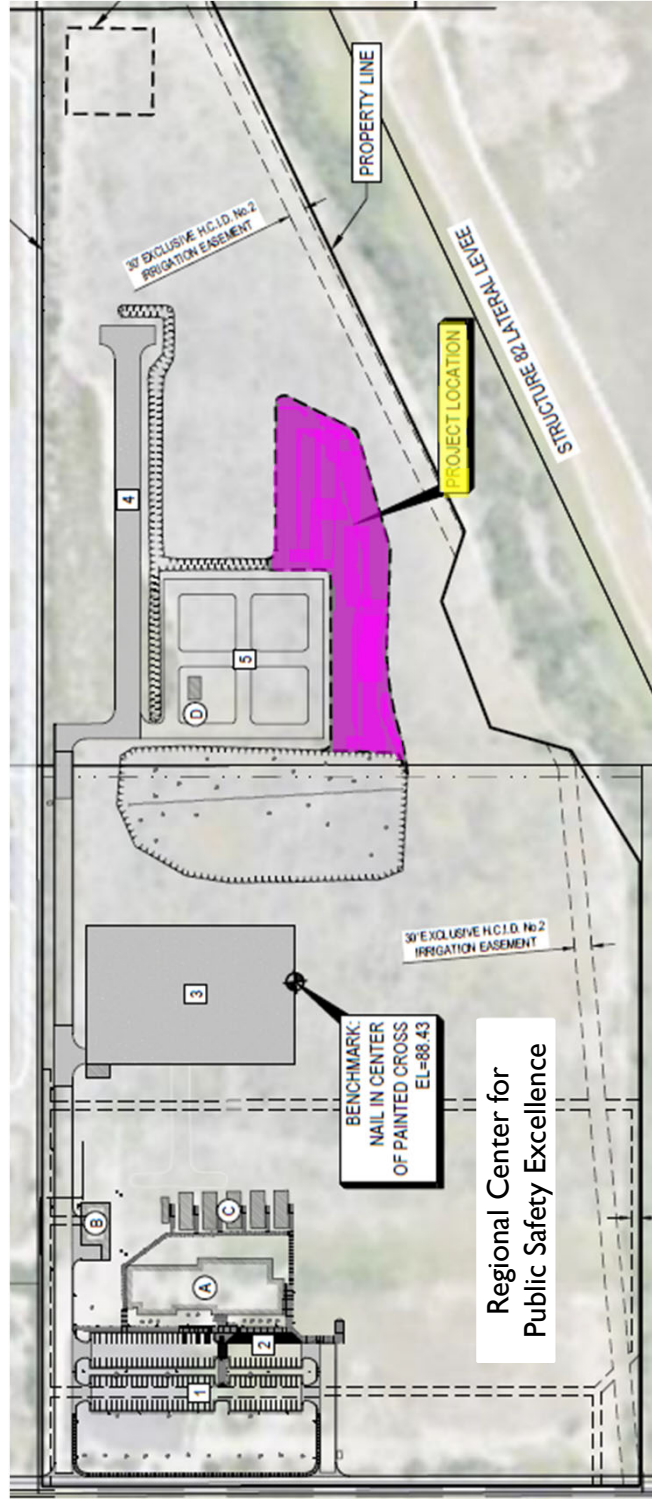 30' EXCLUSIVE H.C.I.D. No.2
IRRIGATION EASEMENT
PROPERTY LINE
STRUCTURE 82 LATERAL LEVEE
PROJECT LOCATION
4
5
D
3
30' EXCLUSIVE H.C.I.D. No.2
IRRIGATION EASEMENT
BENCHMARK:
NAIL IN CENTER
OF PAINTED CROSS
EL=88.43
B
C
A
2
1
Regional Center for
Public Safety Excellence